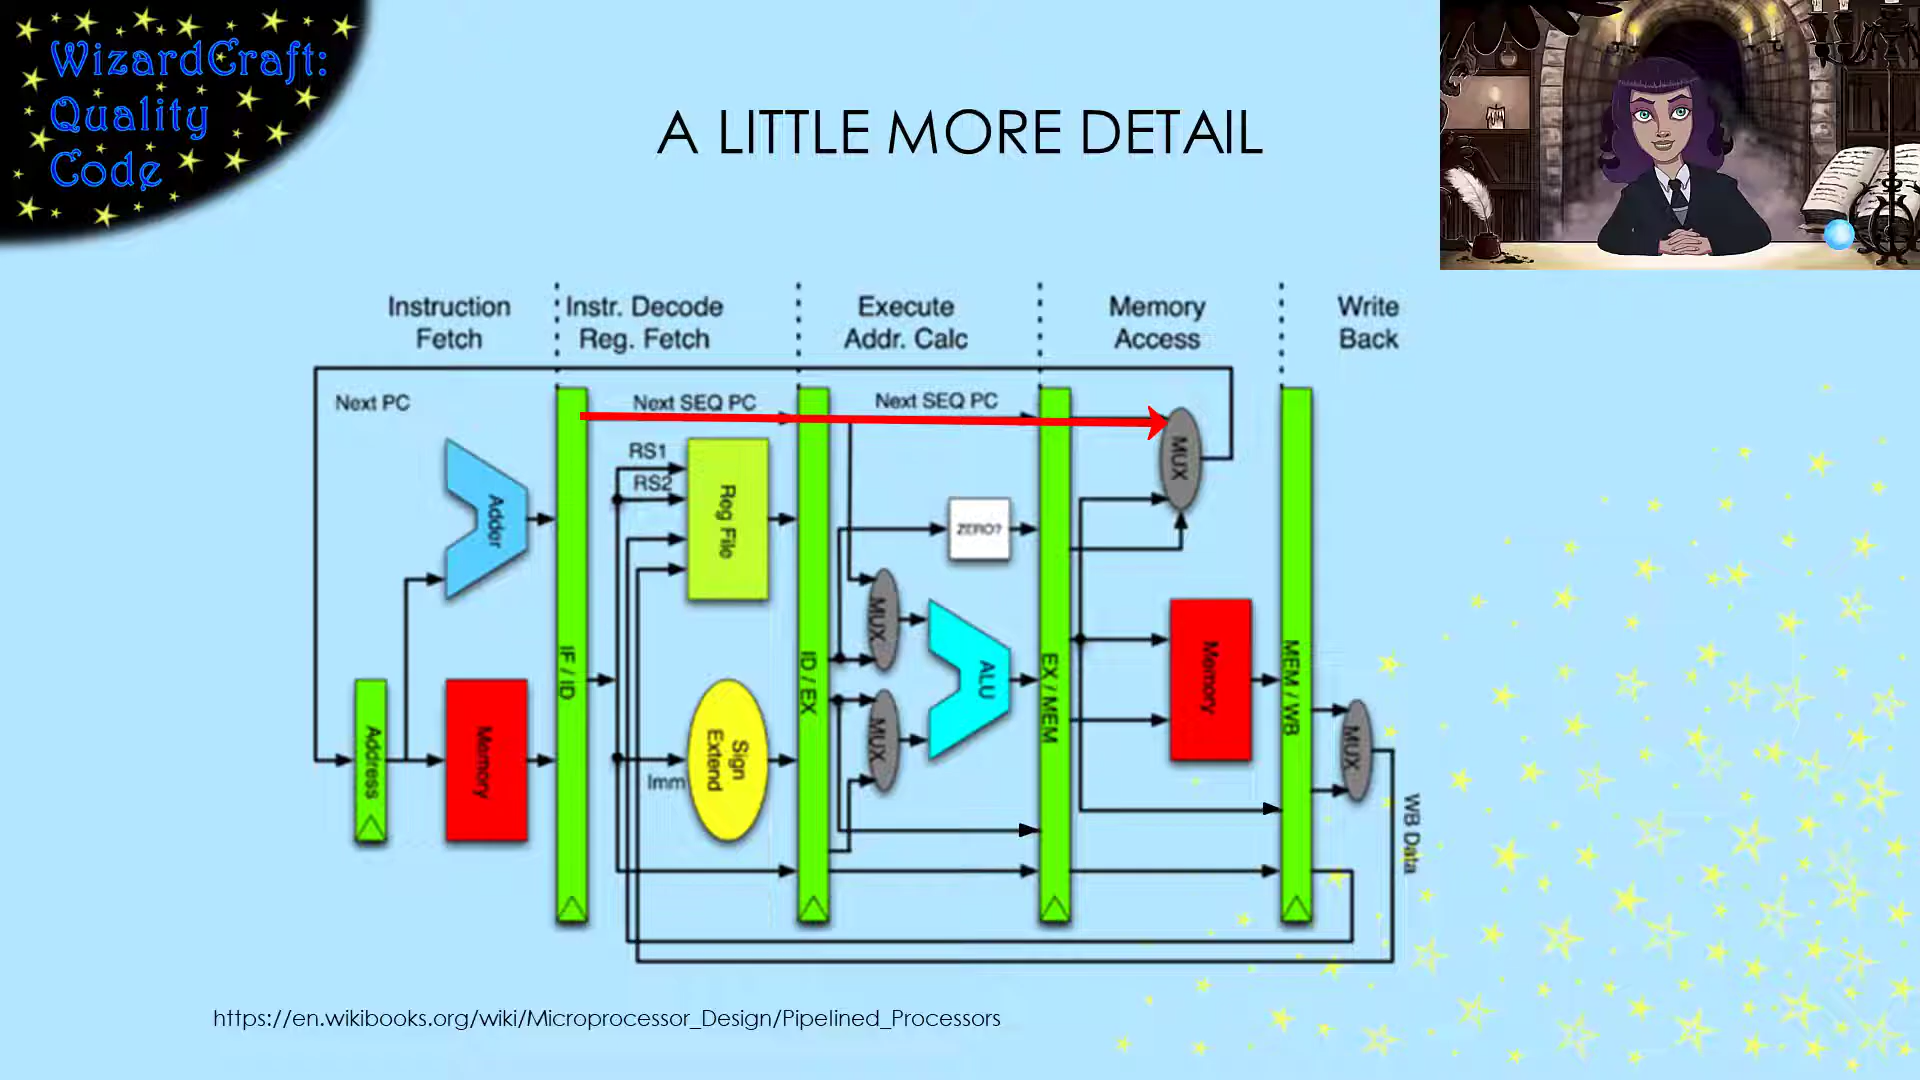 WizardCraft:
Quality
Code
A LITTLE MORE DETAIL
Instruction
Fetch
Instr. Decode
Reg. Fetch
Execute
Addr. Calc
Memory
Access
Write
Back
Next PC
Next SEQ PC
Next SEQ PC
RS1
RS2
Adder
Reg File
ZERO?
MUX
MUX
MUX
ALU
IF / ID
ID / EX
EX / MEM
MEM / WB
Address
Memory
Sign
Extend
Imm
Memory
MUX
WB Data
https://en.wikibooks.org/wiki/Microprocessor_Design/Pipelined_Processors